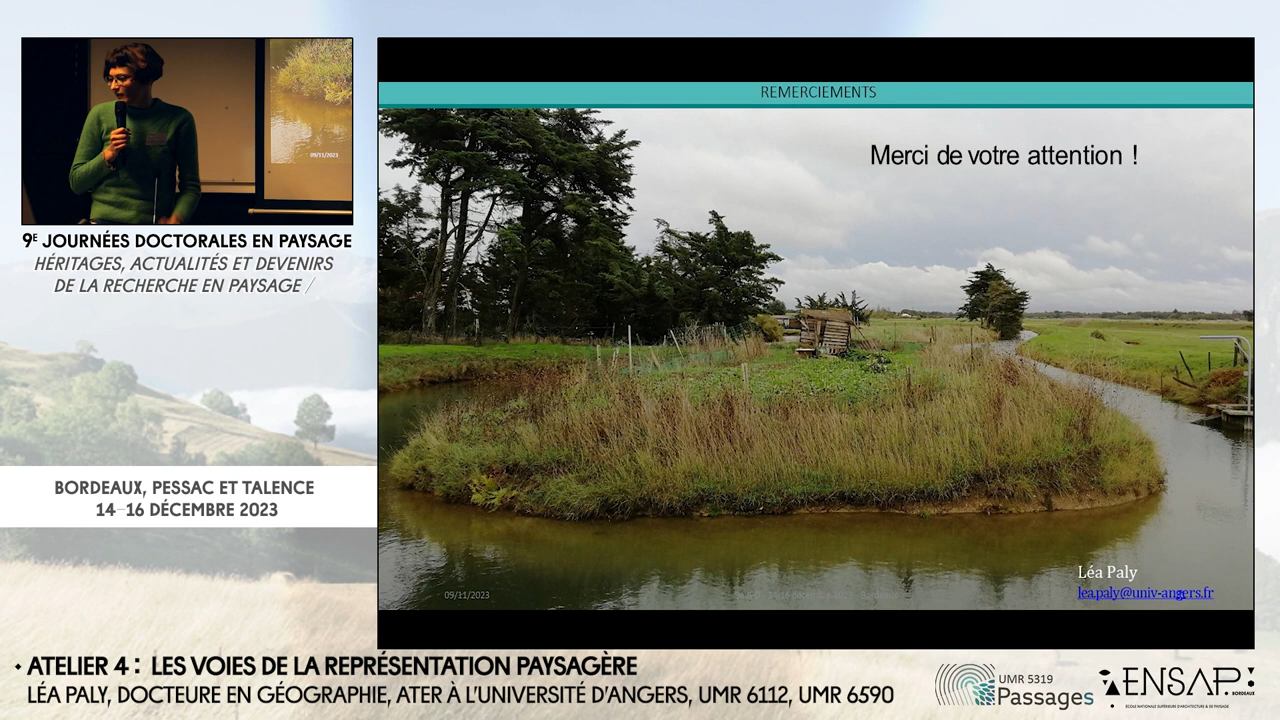 09/11/2023
9E JOURNÉES DOCTORALES EN PAYSAGE
HÉRITAGES, ACTUALITÉS ET DEVENIRS
DE LA RECHERCHE EN PAYSAGE /
BORDEAUX, PESSAC ET TALENCE
14–16 DÉCEMBRE 2023
REMERCIEMENTS
Merci de votre attention !
Léa Paly
lea.paly@univ-angers.fr
09/11/2023
ATELIER 4 : LES VOIES DE LA REPRÉSENTATION PAYSAGÈRE
LÉA PALY, DOCTEURE EN GÉOGRAPHIE, ATER À L'UNIVERSITÉ D'ANGERS, UMR 6112, UMR 6590
UMR 5319
Passages
ENSAP
BORDEAUX
ÉCOLE NATIONALE SUPÉRIEURE D'ARCHITECTURE & DE PAYSAGE